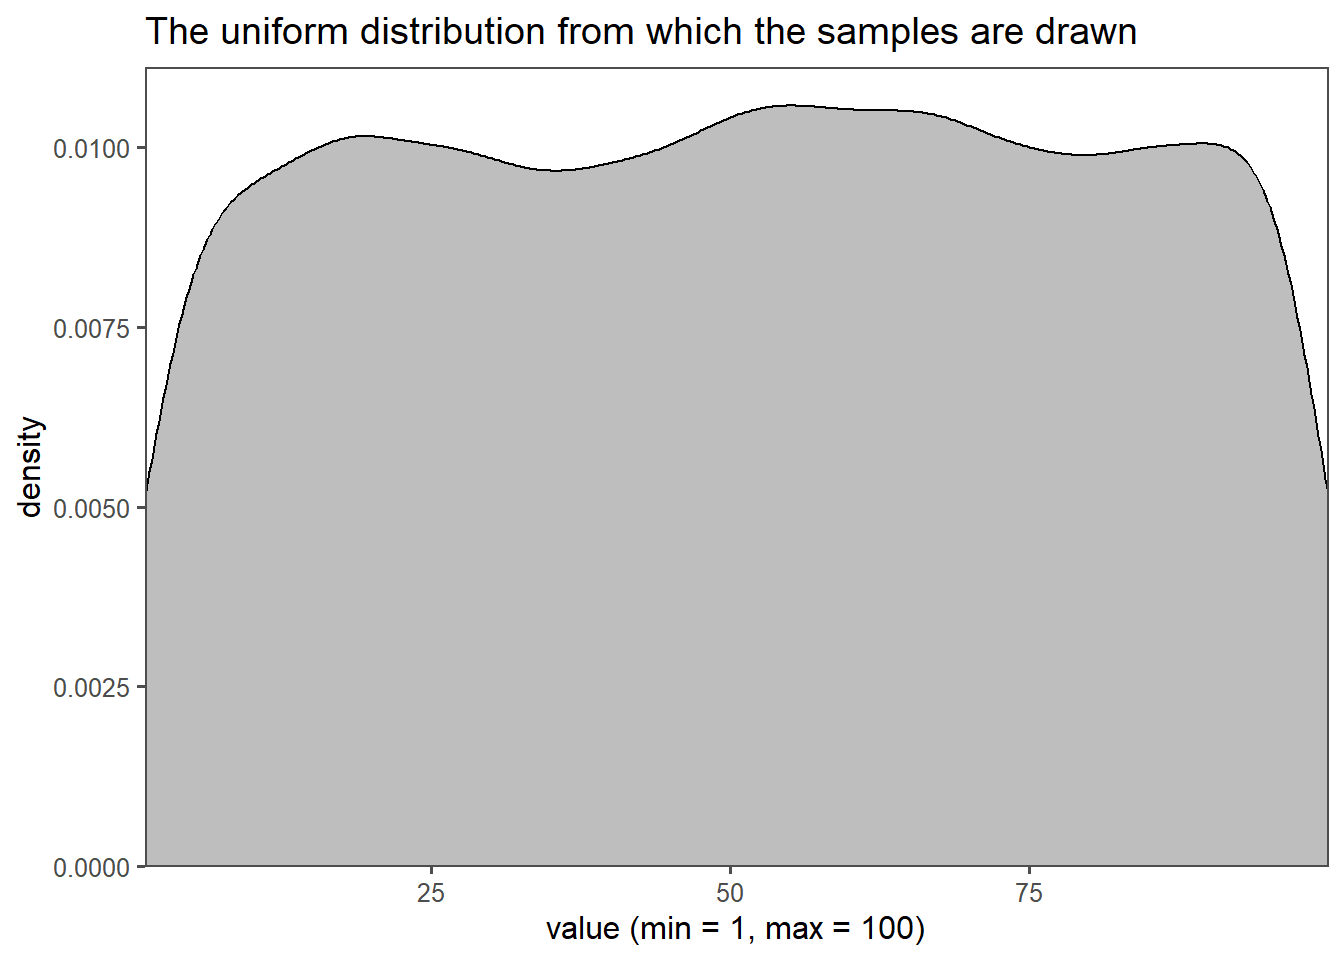 The uniform distribution from which the samples are drawn
0.0100
0.0075
0.0050
0.0025
0.0000
density
25 50 75
value (min = 1, max = 100)